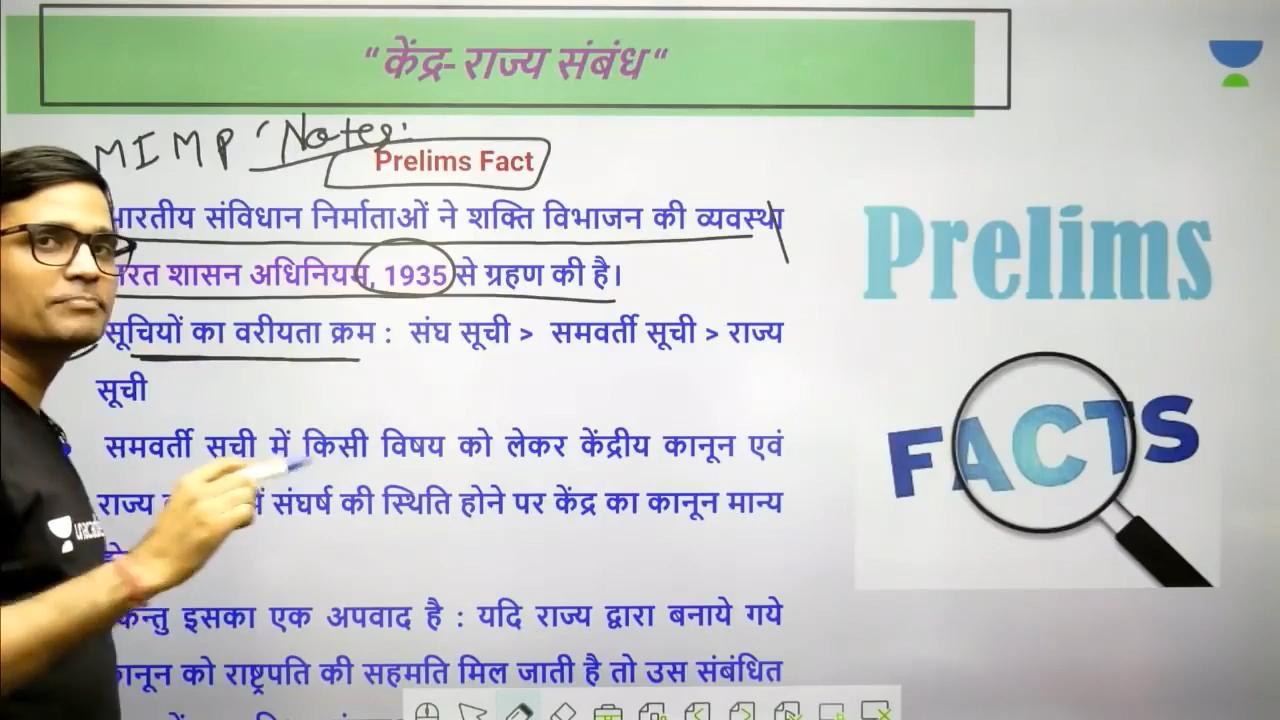 “केंद्र- राज्य संबंध“
MIMP 'Notes'
Prelims Fact
भारतीय संविधान निर्माताओं ने शक्ति विभाजन की व्यवस्था
शासन अधिनियम, 1935 से ग्रहण की है।
सूचियों का वरीयता क्रम : संघ सूची > समवर्ती सूची > राज्य
सूची
समवर्ती सूची में किसी विषय को लेकर केंद्रीय कानून एवं
राज्य संघर्ष की स्थिति होने पर केंद्र का कानून मान्य
इसका एक अपवाद है : यदि राज्य द्वारा बनाये गये
कानून को राष्ट्रपति की सहमति मिल जाती है तो उस संबंधित
Prelims
FACTS